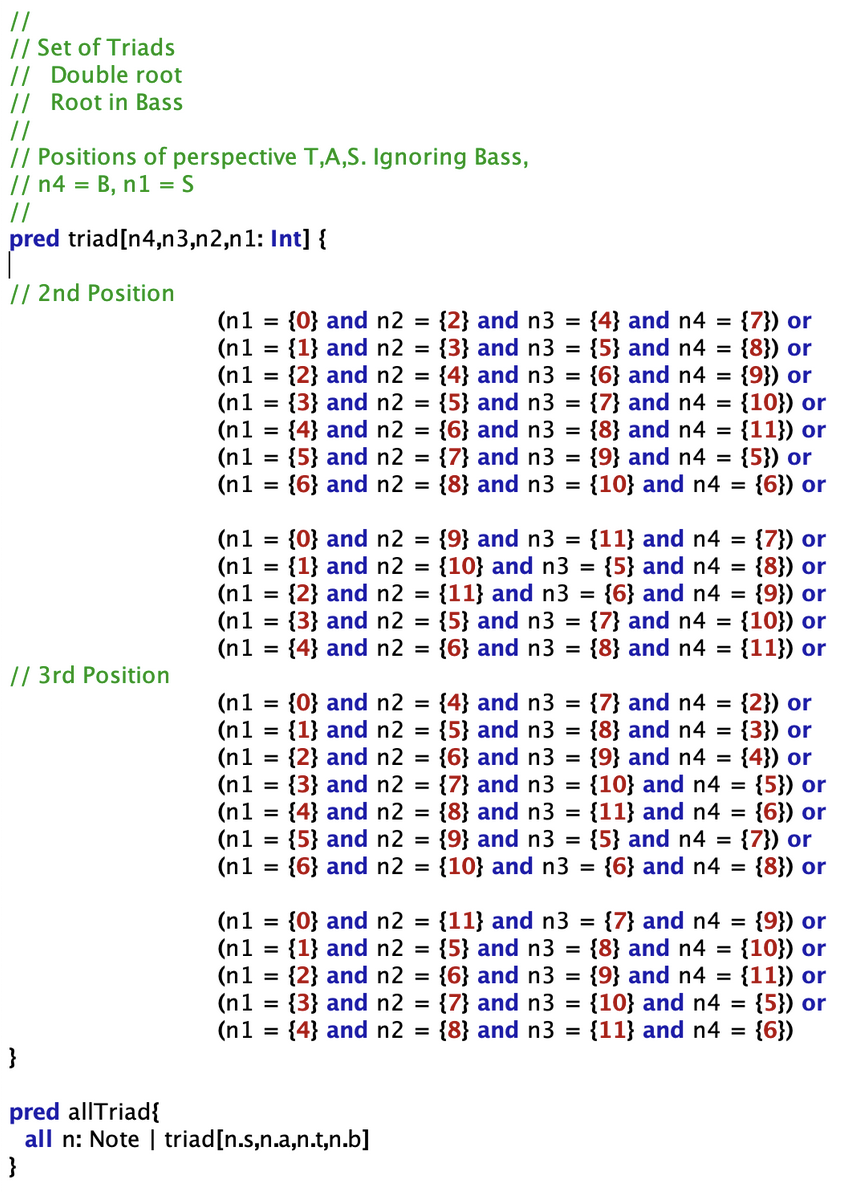 //
// Set of Triads
//   Double root
//   Root in Bass
//
// Positions of perspective T,A,S. Ignoring Bass,
// n4 = B, n1 = S
//
pred triad[n4,n3,n2,n1: Int] {
// 2nd Position
(n1 = {0} and n2 = {2} and n3 = {4} and n4 = {7}) or
(n1 = {1} and n2 = {3} and n3 = {5} and n4 = {8}) or
(n1 = {2} and n2 = {4} and n3 = {6} and n4 = {9}) or
(n1 = {3} and n2 = {5} and n3 = {7} and n4 = {10}) or
(n1 = {4} and n2 = {6} and n3 = {8} and n4 = {11}) or
(n1 = {5} and n2 = {7} and n3 = {9} and n4 = {5}) or
(n1 = {6} and n2 = {8} and n3 = {10} and n4 = {6}) or
(n1 = {0} and n2 = {9} and n3 = {11} and n4 = {7}) or
(n1 = {1} and n2 = {10} and n3 = {5} and n4 = {8}) or
(n1 = {2} and n2 = {11} and n3 = {6} and n4 = {9}) or
(n1 = {3} and n2 = {5} and n3 = {7} and n4 = {10}) or
(n1 = {4} and n2 = {6} and n3 = {8} and n4 = {11}) or
// 3rd Position
(n1 = {0} and n2 = {4} and n3 = {7} and n4 = {2}) or
(n1 = {1} and n2 = {5} and n3 = {8} and n4 = {3}) or
(n1 = {2} and n2 = {6} and n3 = {9} and n4 = {4}) or
(n1 = {3} and n2 = {7} and n3 = {10} and n4 = {5}) or
(n1 = {4} and n2 = {8} and n3 = {11} and n4 = {6}) or
(n1 = {5} and n2 = {9} and n3 = {5} and n4 = {7}) or
(n1 = {6} and n2 = {10} and n3 = {6} and n4 = {8}) or
(n1 = {0} and n2 = {11} and n3 = {7} and n4 = {9}) or
(n1 = {1} and n2 = {5} and n3 = {8} and n4 = {10}) or
(n1 = {2} and n2 = {6} and n3 = {9} and n4 = {11}) or
(n1 = {3} and n2 = {7} and n3 = {10} and n4 = {5}) or
(n1 = {4} and n2 = {8} and n3 = {11} and n4 = {6})
}
pred allTriad{
all n: Note | triad[n.s,n.a,n.t,n.b]
}